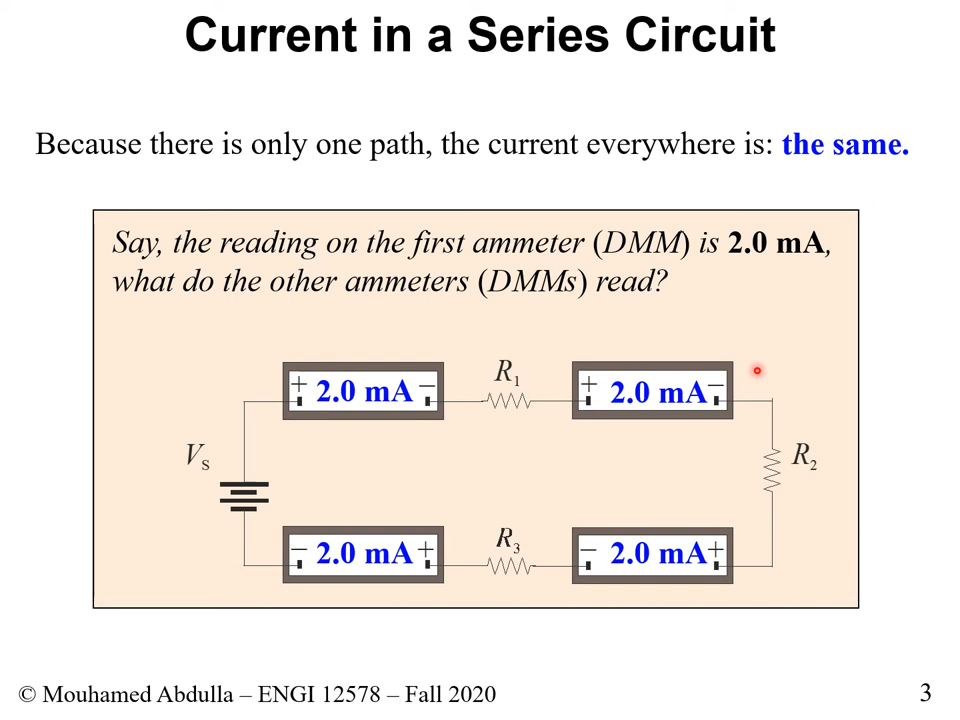 Current in a Series Circuit
Because there is only one path, the current everywhere is: the same.
Say, the reading on the first ammeter (DMM) is 2.0 mA,
what do the other ammeters (DMMs) read?
+ 2.0 mA − R1 + 2.0 mA −
VS R2
− 2.0 mA + R3 − 2.0 mA +
© Mouhamed Abdulla – ENGI 12578 – Fall 2020 3